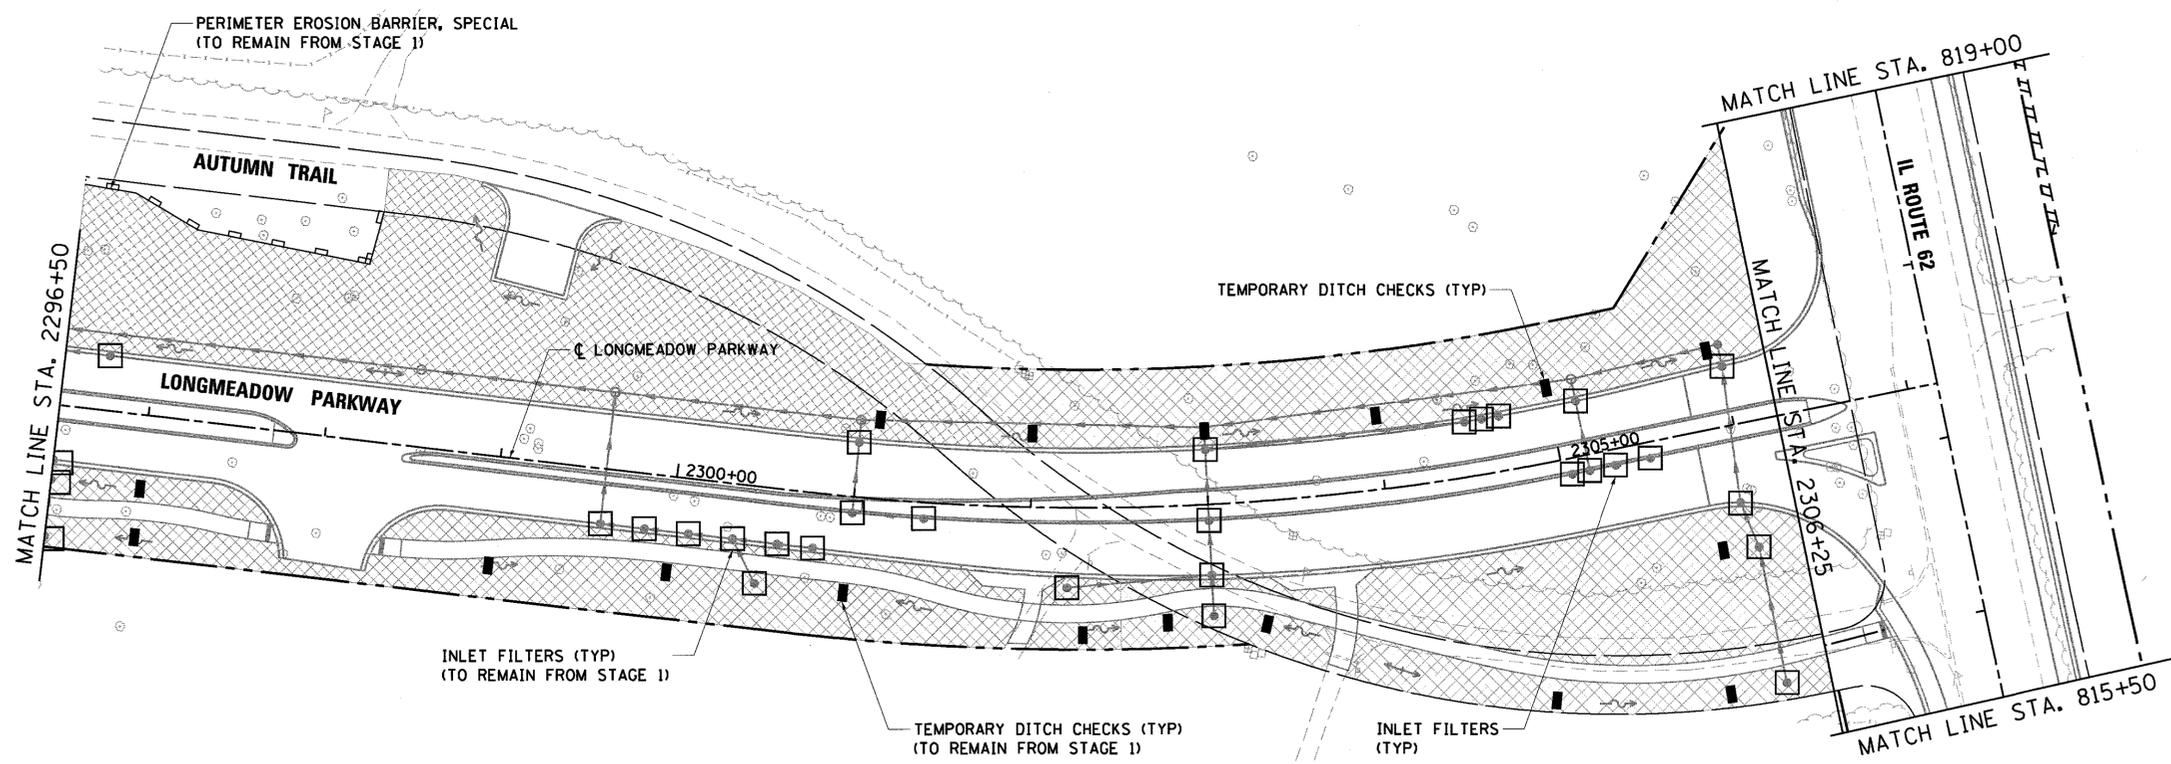 PERIMETER EROSION BARRIER, SPECIAL
(TO REMAIN FROM STAGE 1)
MATCH LINE STA. 819+00
AUTUMN TRAIL
IL ROUTE 62
MATCH LINE STA. 2296+50
TEMPORARY DITCH CHECKS (TYP)
MATCH LINE STA. 2306+25
℄ LONGMEADOW PARKWAY
LONGMEADOW PARKWAY
2300+00
2305+00
INLET FILTERS (TYP)
(TO REMAIN FROM STAGE 1)
TEMPORARY DITCH CHECKS (TYP)
(TO REMAIN FROM STAGE 1)
INLET FILTERS
(TYP)
MATCH LINE STA. 815+50